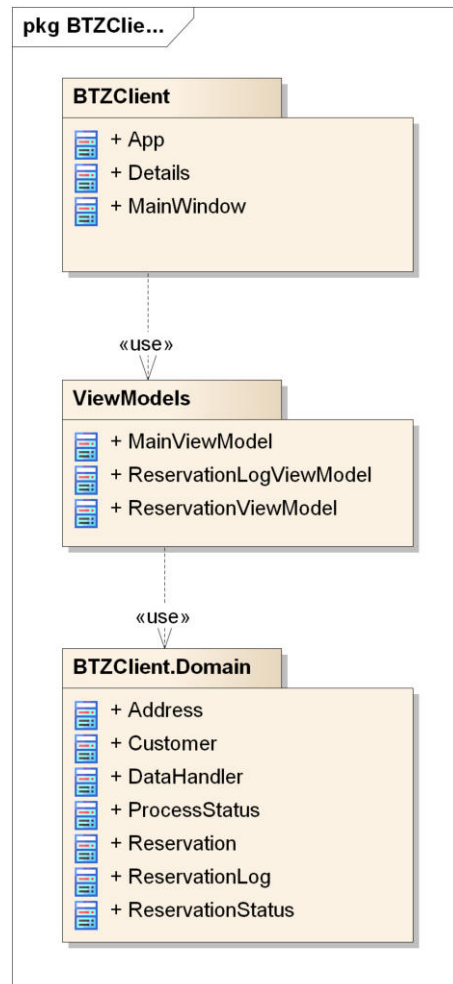 pkg BTZClie...
BTZClient
+ App
+ Details
+ MainWindow
«use»
ViewModels
+ MainViewModel
+ ReservationLogViewModel
+ ReservationViewModel
«use»
BTZClient.Domain
+ Address
+ Customer
+ DataHandler
+ ProcessStatus
+ Reservation
+ ReservationLog
+ ReservationStatus